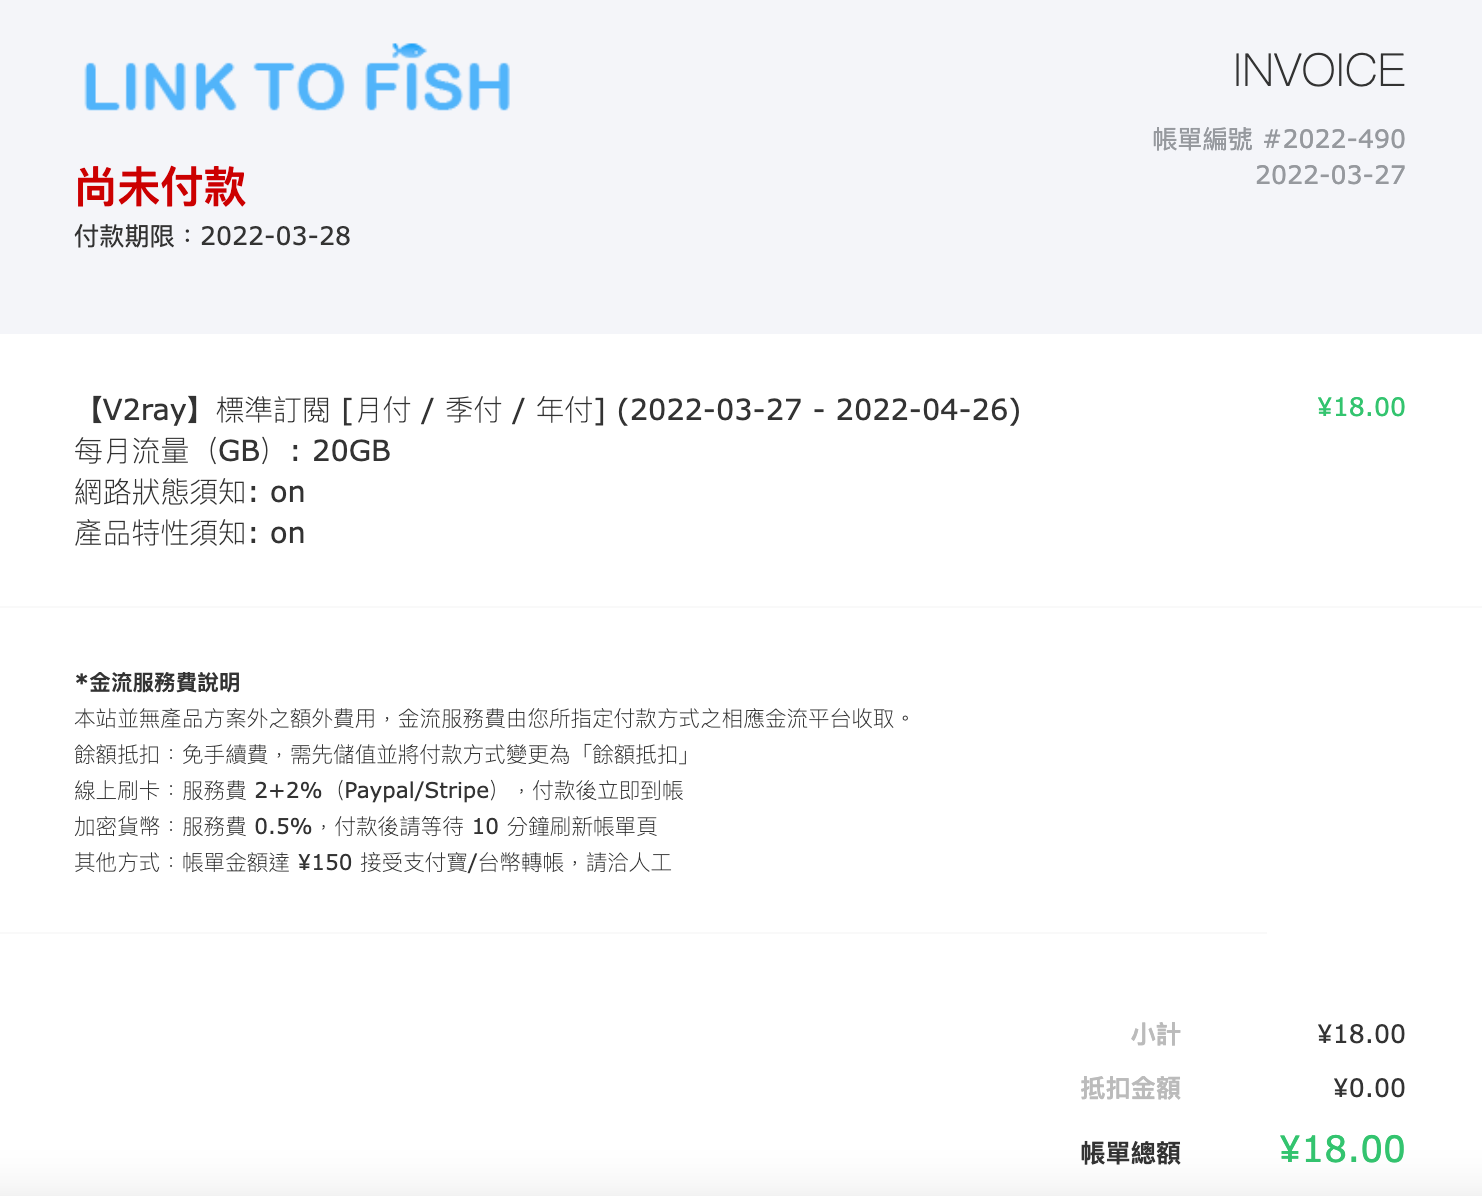 LINK TO FISH
INVOICE
帳單編號 #2022-490
2022-03-27
尚未付款
付款期限：2022-03-28
【V2ray】標準訂閱 [月付 / 季付 / 年付] (2022-03-27 - 2022-04-26)
¥18.00
每月流量（GB）: 20GB
網路狀態須知: on
產品特性須知: on
*金流服務費說明
本站並無產品方案外之額外費用，金流服務費由您所指定付款方式之相應金流平台收取。
餘額抵扣：免手續費，需先儲值並將付款方式變更為「餘額抵扣」
線上刷卡：服務費 2+2%（Paypal/Stripe），付款後立即到帳
加密貨幣：服務費 0.5%，付款後請等待 10 分鐘刷新帳單頁
其他方式：帳單金額達 ¥150 接受支付寶/台幣轉帳，請洽人工
小計 ¥18.00
抵扣金額 ¥0.00
帳單總額 ¥18.00